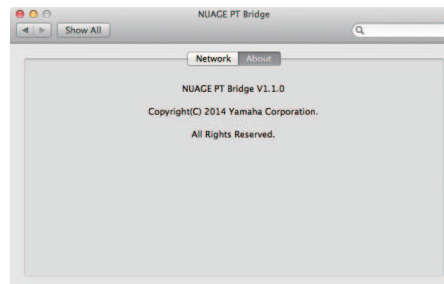 NUAGE PT Bridge
Show All
Network About
NUAGE PT Bridge V1.1.0
Copyright(C) 2014 Yamaha Corporation.
All Rights Reserved.